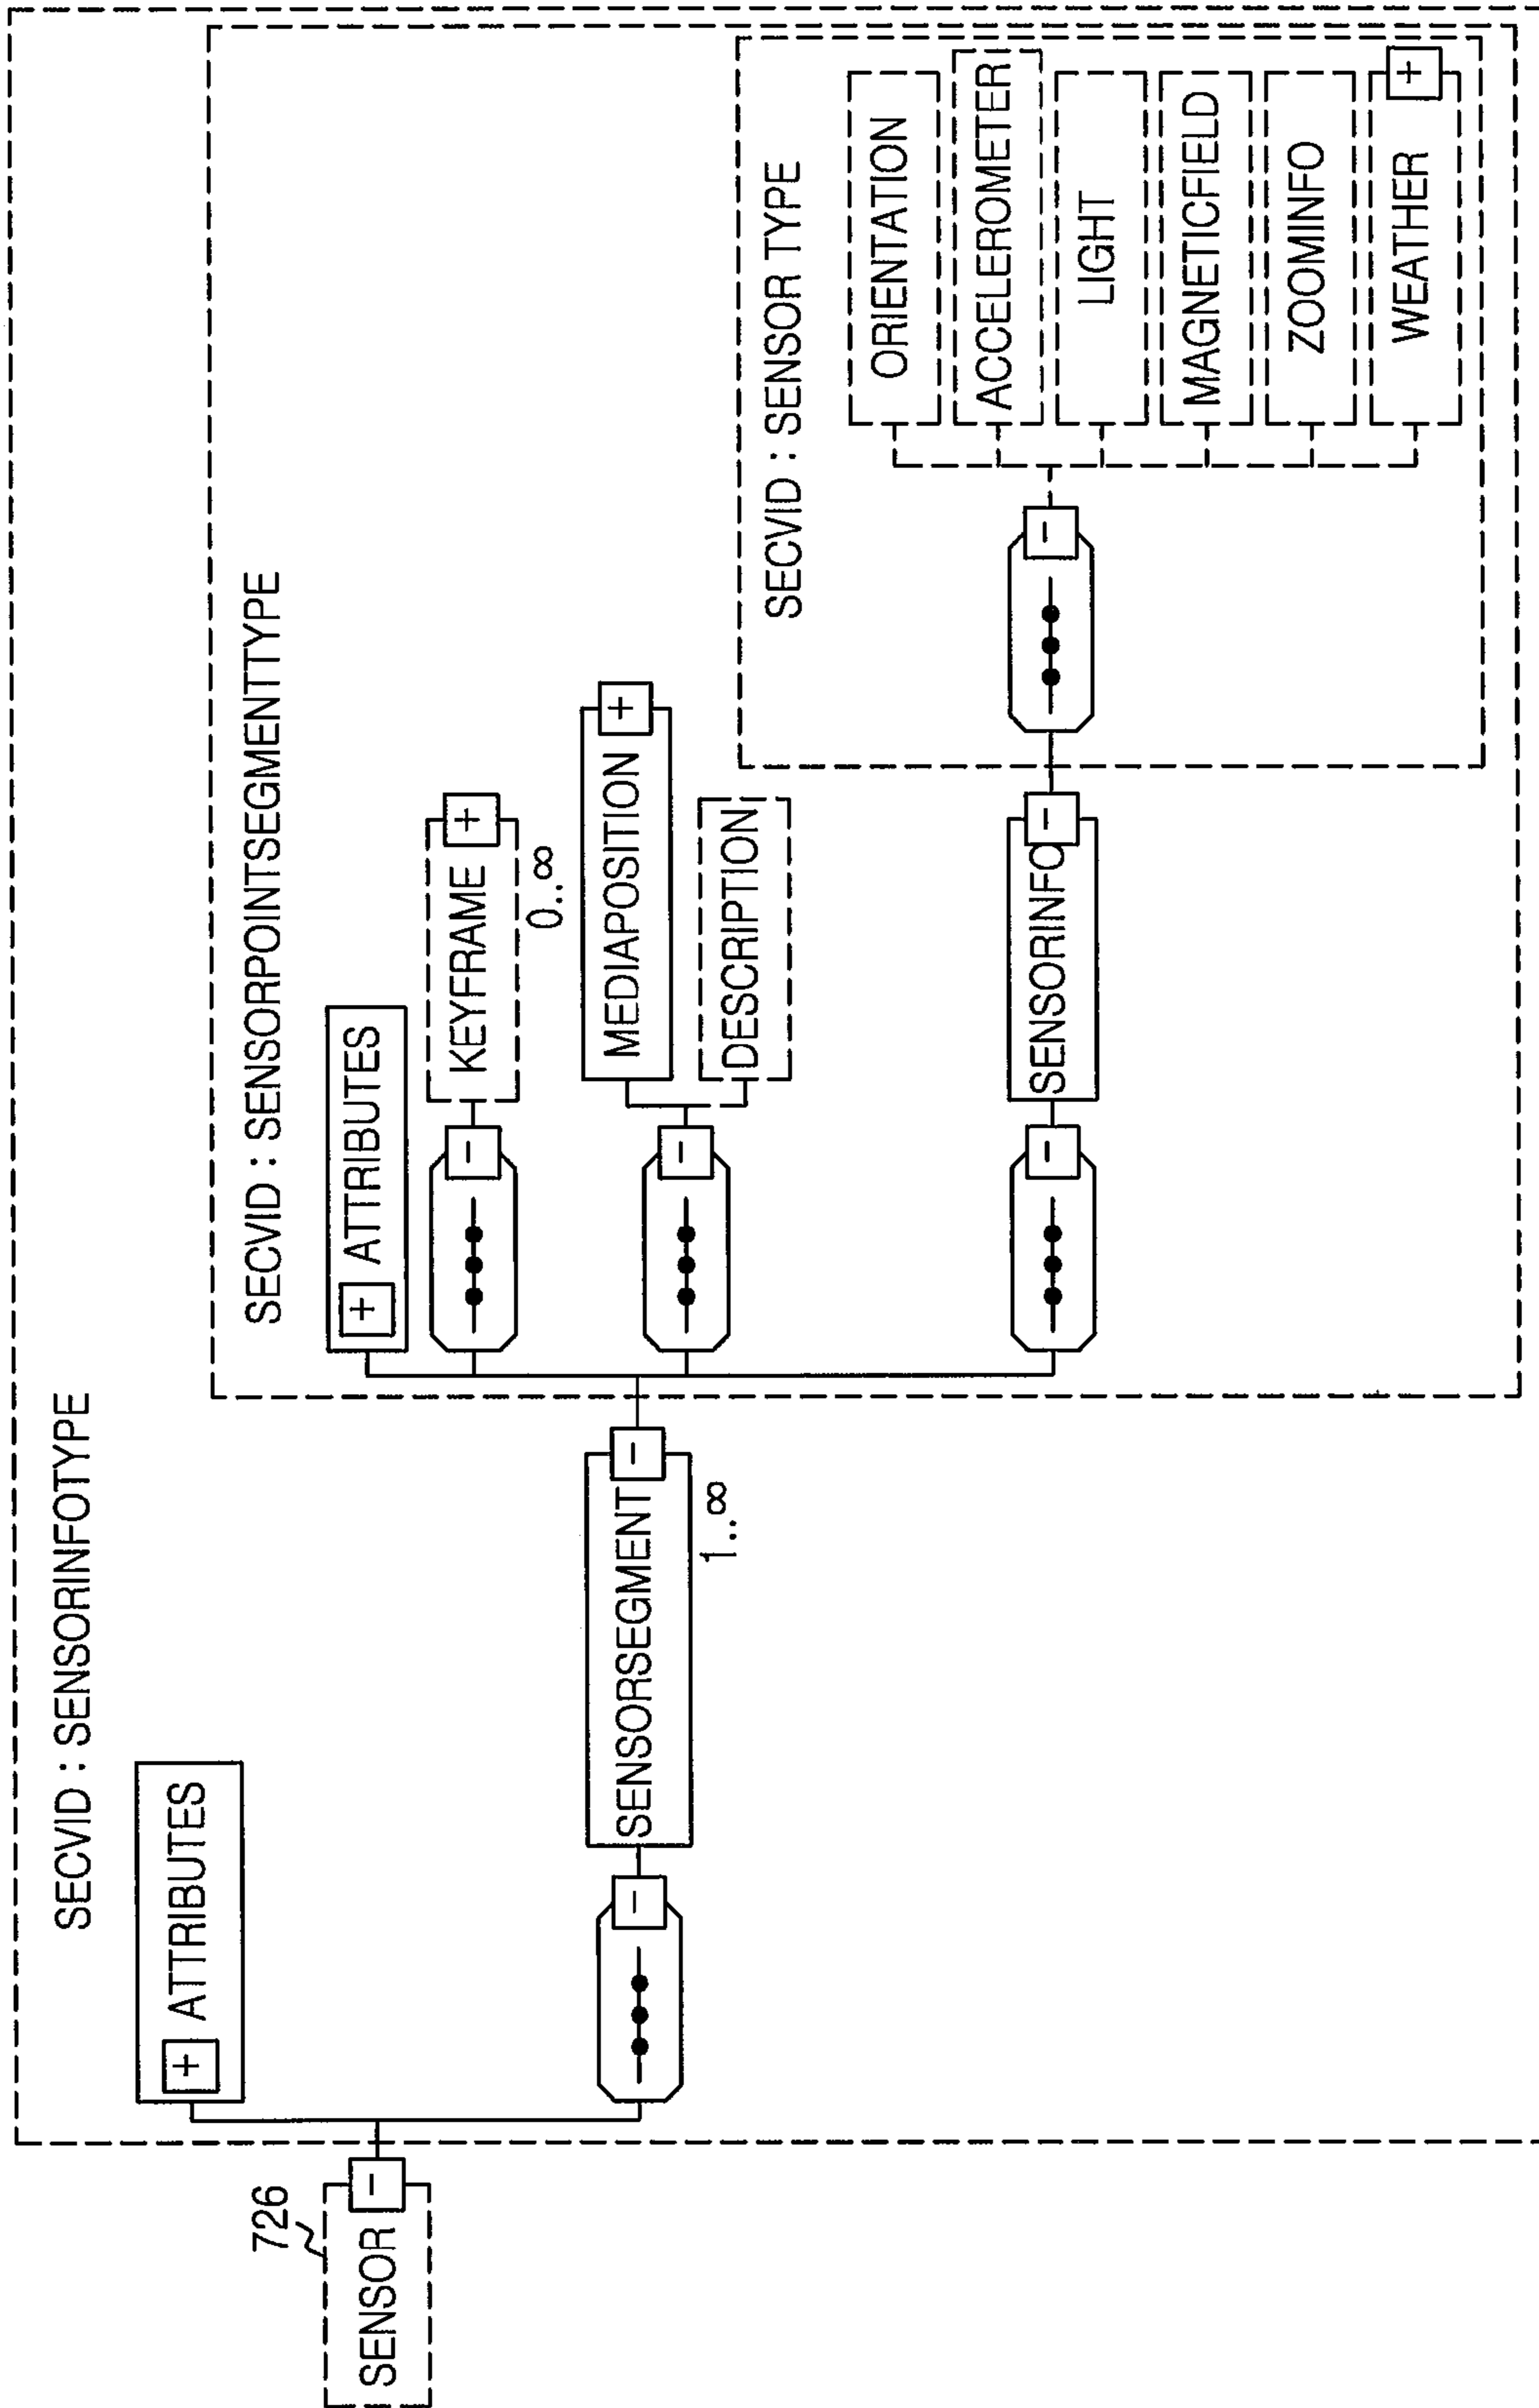 726
SENSOR
SECVID : SENSORINFOTYPE
+ ATTRIBUTES
SENSORSEGMENT
1..∞
SECVID : SENSORPOINTSEGMENTTYPE
+ ATTRIBUTES
KEYFRAME +
0..∞
MEDIAPOSITION +
DESCRIPTION
SENSORINFO
SECVID : SENSOR TYPE
ORIENTATION
ACCELEROMETER
LIGHT
MAGNETICFIELD
ZOOMINFO
WEATHER +